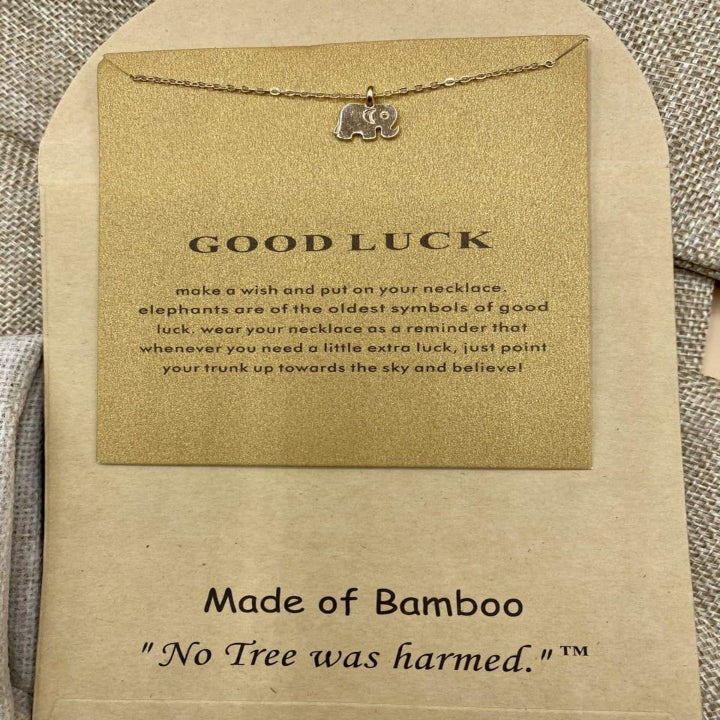 GOOD LUCK
make a wish and put on your necklace.
elephants are of the oldest symbols of good
luck. wear your necklace as a reminder that
whenever you need a little extra luck, just point
your trunk up towards the sky and believe!
Made of Bamboo
"No Tree was harmed."™